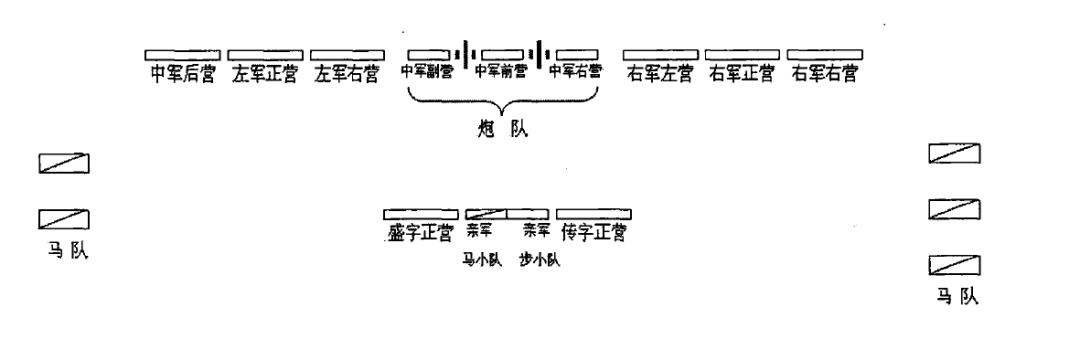 中军后营 左军正营 左军右营 中军副营 中军前营 中军右营 右军左营 右军正营 右军右营
炮 队
盛字正营 亲军 亲军 传字正营
马队 马小队 步小队
马队